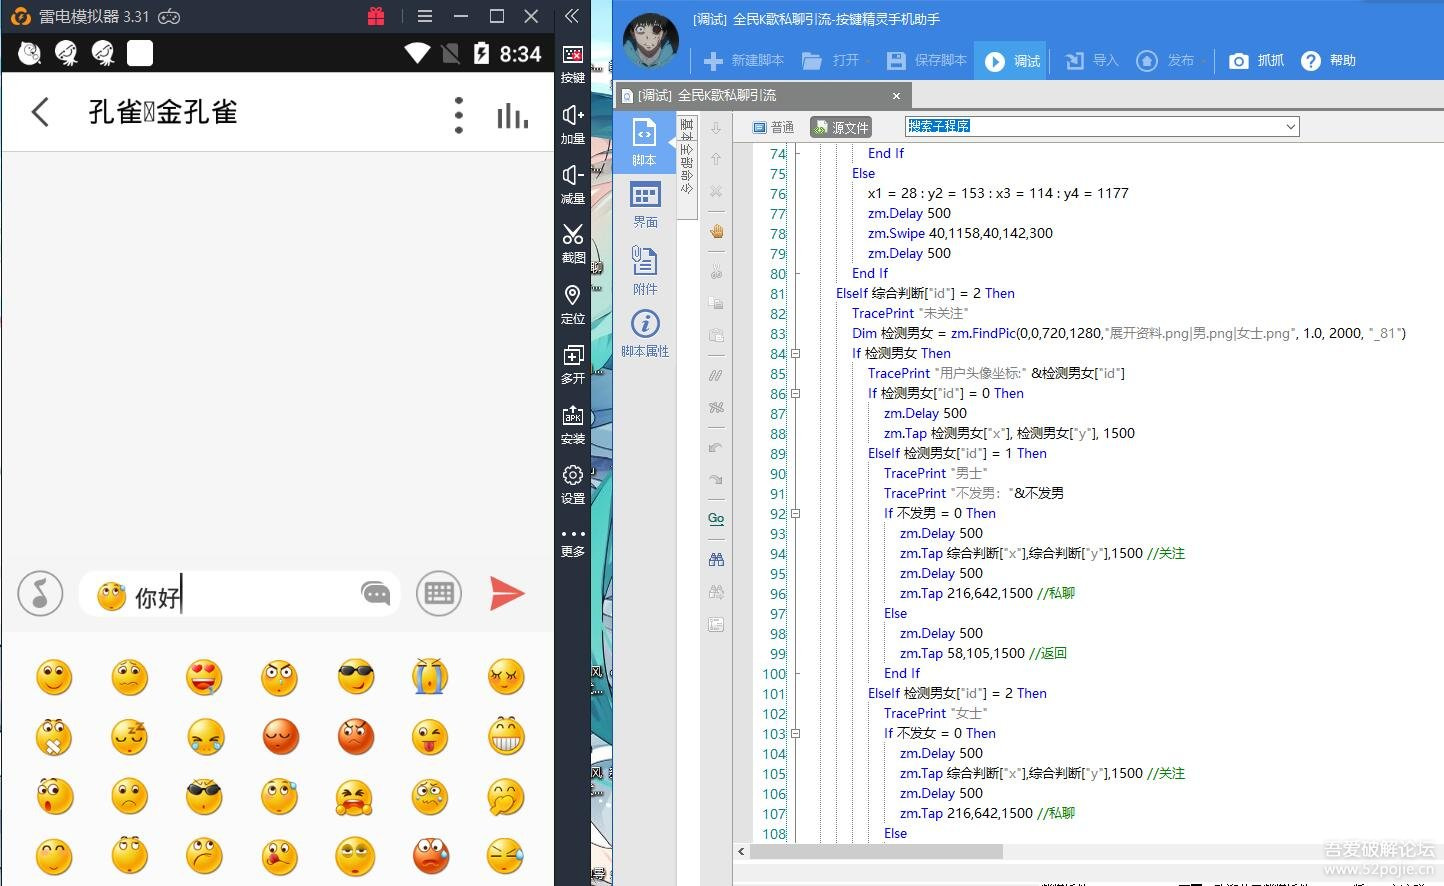 雷电模拟器 3.31
8:34
孔雀
金孔雀
你好
按键
加量
减量
截图
定位
多开
安装
设置
更多
[调试] 全民K歌私聊引流-按键精灵手机助手
新建脚本
打开
保存脚本
调试
导入
发布
抓抓
帮助
[调试] 全民K歌私聊引流
脚本
界面
附件
脚本属性
基本
全部命令
Go
普通
源文件
搜索子程序
74 End If
75 Else
76 x1 = 28 : y2 = 153 : x3 = 114 : y4 = 1177
77 zm.Delay 500
78 zm.Swipe 40,1158,40,142,300
79 zm.Delay 500
80 End If
81 ElseIf 综合判断["id"] = 2 Then
82 TracePrint "未关注"
83 Dim 检测男女 = zm.FindPic(0,0,720,1280,"展开资料.png|男.png|女士.png", 1.0, 2000, "_81")
84 If 检测男女 Then
85 TracePrint "用户头像坐标:" &检测男女["id"]
86 If 检测男女["id"] = 0 Then
87 zm.Delay 500
88 zm.Tap 检测男女["x"], 检测男女["y"], 1500
89 ElseIf 检测男女["id"] = 1 Then
90 TracePrint "男士"
91 TracePrint "不发男："&不发男
92 If 不发男 = 0 Then
93 zm.Delay 500
94 zm.Tap 综合判断["x"],综合判断["y"],1500 //关注
95 zm.Delay 500
96 zm.Tap 216,642,1500 //私聊
97 Else
98 zm.Delay 500
99 zm.Tap 58,105,1500 //返回
100 End If
101 ElseIf 检测男女["id"] = 2 Then
102 TracePrint "女士"
103 If 不发女 = 0 Then
104 zm.Delay 500
105 zm.Tap 综合判断["x"],综合判断["y"],1500 //关注
106 zm.Delay 500
107 zm.Tap 216,642,1500 //私聊
108 Else
吾爱破解论坛
www.52pojie.cn